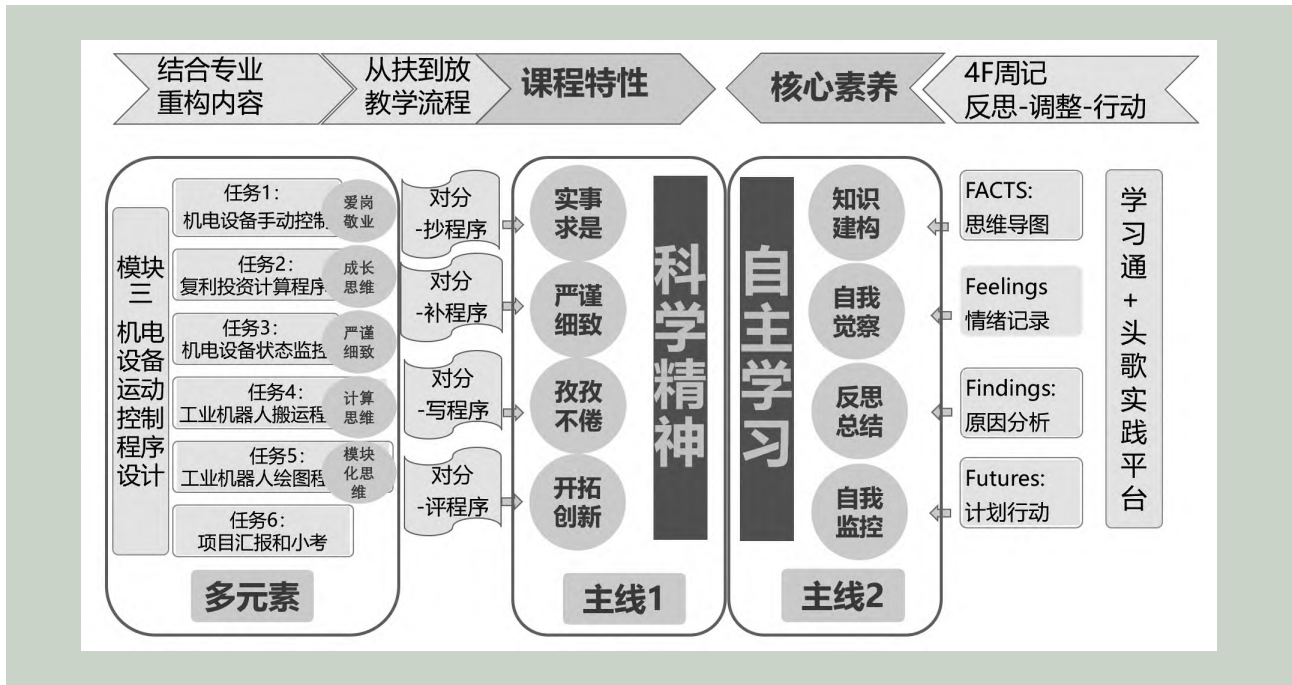 结合专业
重构内容
从扶到放
教学流程
课程特性
核心素养
4F周记
反思-调整-行动
模块
三
机电
设备
运动
控制
程序
设计
任务1：
机电设备手动控制
爱岗
敬业
任务2：
复利投资计算程序
成长
思维
任务3：
机电设备状态监控
严谨
细致
任务4：
工业机器人搬运程
计算
思维
任务5：
工业机器人绘图程
模块
化思
维
任务6：
项目汇报和小考
多元素
对分
-抄程序
对分
-补程序
对分
-写程序
对分
-评程序
实事
求是
严谨
细致
孜孜
不倦
开拓
创新
科学精神
主线1
自主学习
知识
建构
自我
觉察
反思
总结
自我
监控
主线2
FACTS:
思维导图
Feelings
情绪记录
Findings:
原因分析
Futures:
计划行动
学习通+头歌实践平台